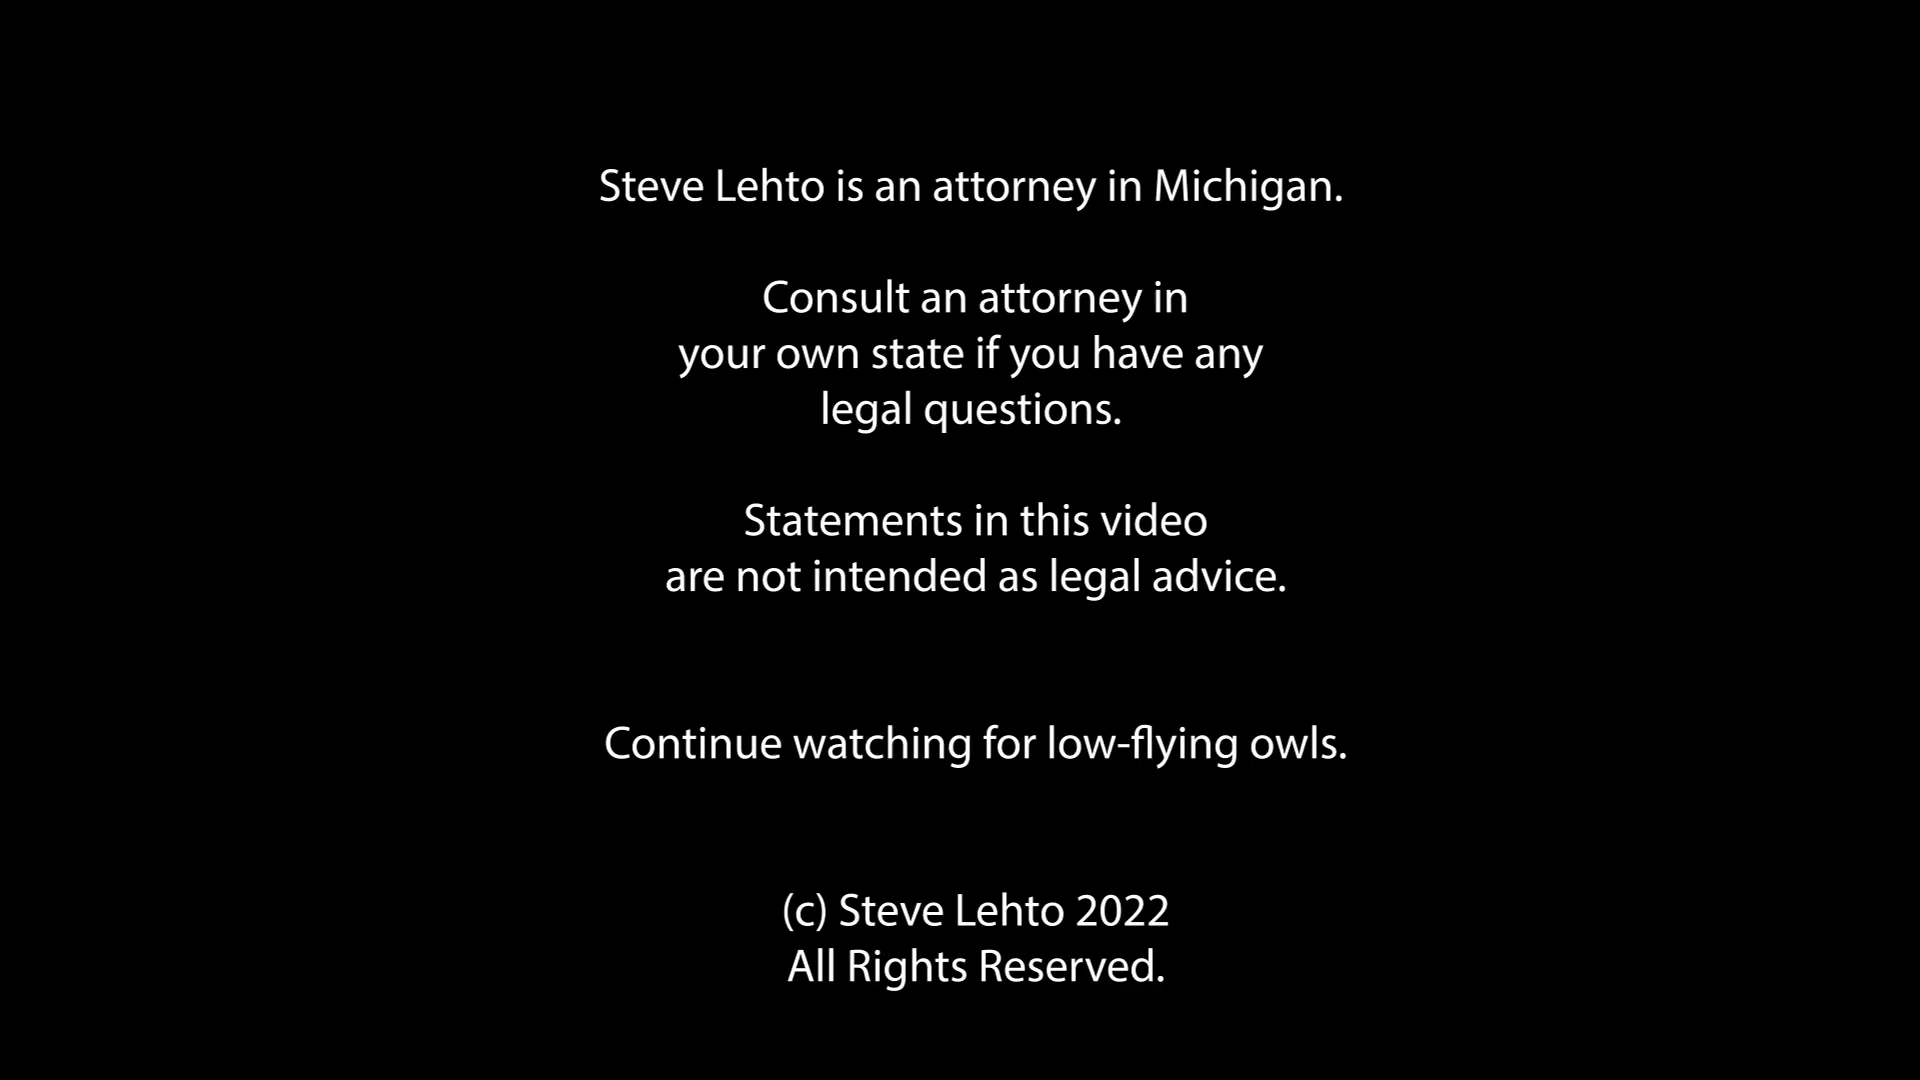 Steve Lehto is an attorney in Michigan.
Consult an attorney in
your own state if you have any
legal questions.
Statements in this video
are not intended as legal advice.
Continue watching for low-flying owls.
(c) Steve Lehto 2022
All Rights Reserved.